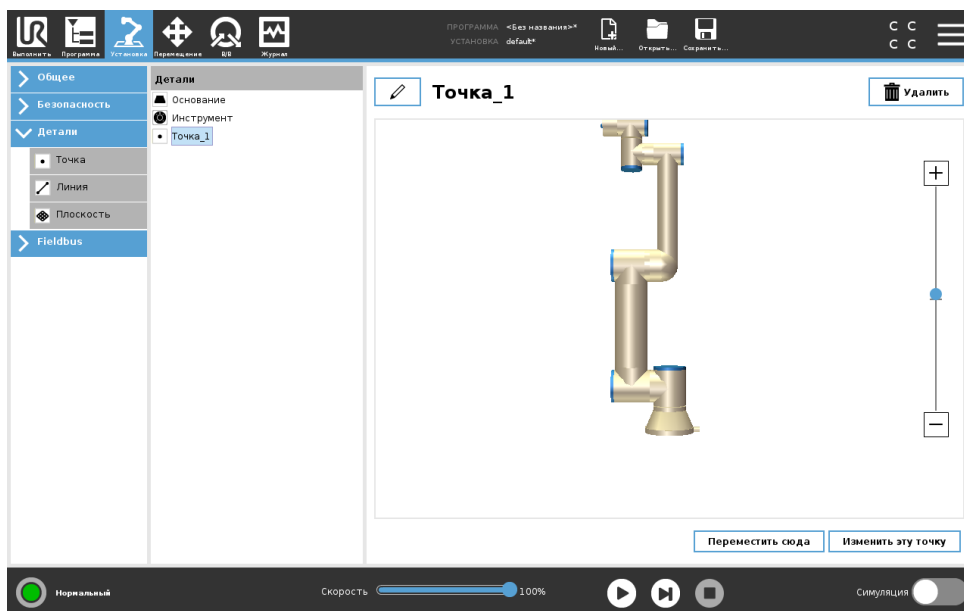 ПРОГРАММА <Без названия>*
УСТАНОВКА default*
Выполнить Программа Установка Перемещение В/В Журнал
Новый... Открыть... Сохранить...
C C
C C
Общее
Безопасность
Детали
Точка
Линия
Плоскость
Fieldbus
Детали
Основание
Инструмент
Точка_1
Точка_1
Удалить
Переместить сюда
Изменить эту точку
Нормальный
Скорость
100%
Симуляция